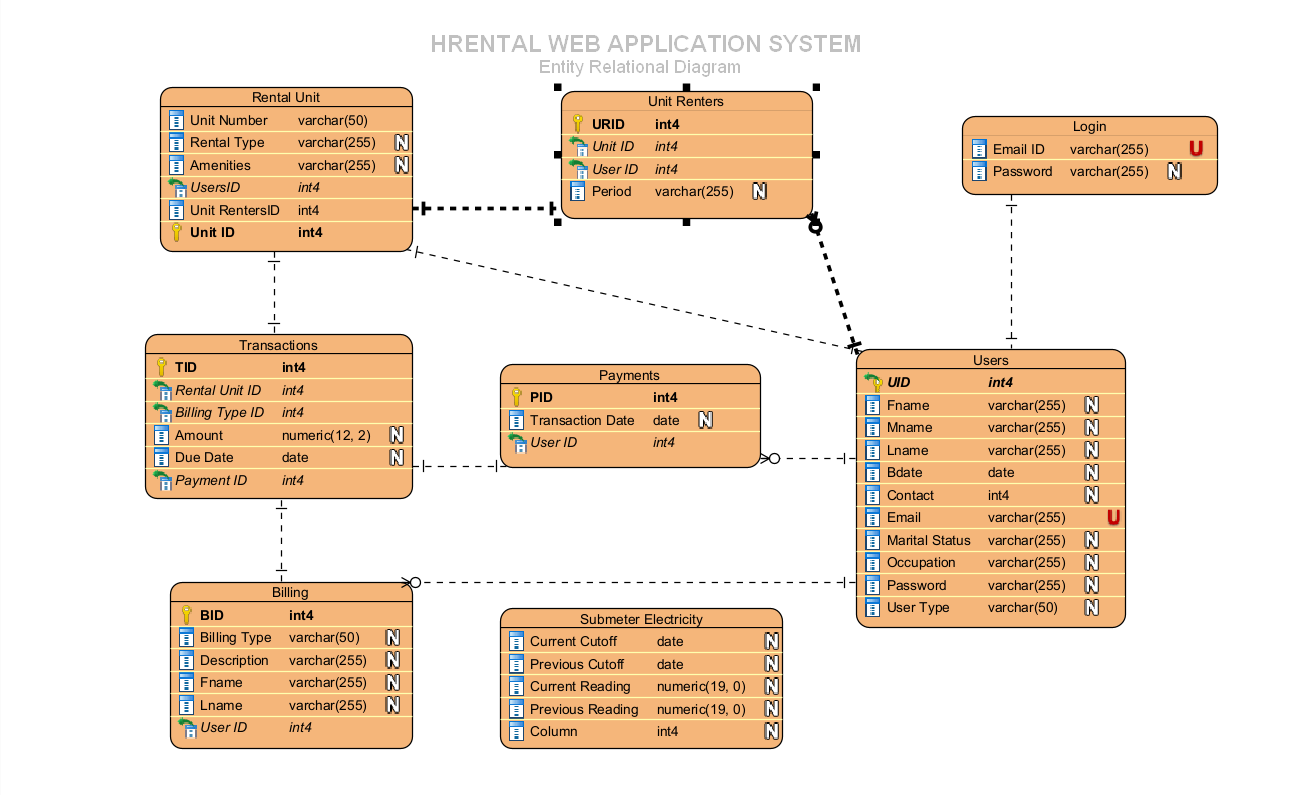 HRENTAL WEB APPLICATION SYSTEM
Entity Relational Diagram
Rental Unit
Unit Number varchar(50)
Rental Type varchar(255) N
Amenities varchar(255) N
UsersID int4
Unit RentersID int4
Unit ID int4
Unit Renters
URID int4
Unit ID int4
User ID int4
Period varchar(255) N
Login
Email ID varchar(255) U
Password varchar(255) N
Transactions
TID int4
Rental Unit ID int4
Billing Type ID int4
Amount numeric(12, 2) N
Due Date date N
Payment ID int4
Payments
PID int4
Transaction Date date N
User ID int4
Users
UID int4
Fname varchar(255) N
Mname varchar(255) N
Lname varchar(255) N
Bdate date N
Contact int4 N
Email varchar(255) U
Marital Status varchar(255) N
Occupation varchar(255) N
Password varchar(255) N
User Type varchar(50) N
Billing
BID int4
Billing Type varchar(50) N
Description varchar(255) N
Fname varchar(255) N
Lname varchar(255) N
User ID int4
Submeter Electricity
Current Cutoff date N
Previous Cutoff date N
Current Reading numeric(19, 0) N
Previous Reading numeric(19, 0) N
Column int4 N